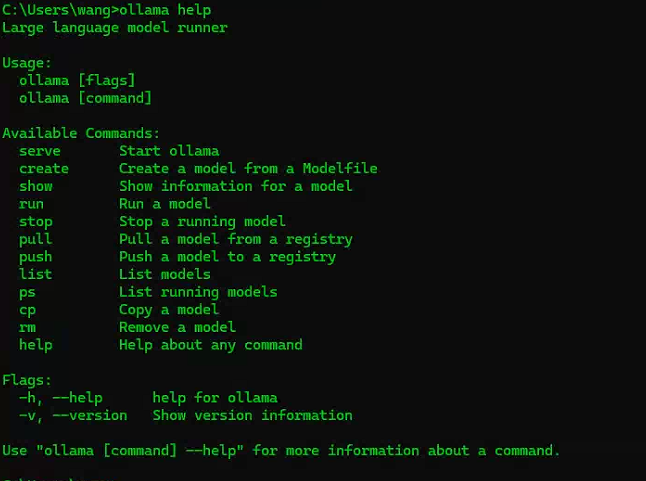 C:\Users\wang>ollama help
Large language model runner

Usage:
  ollama [flags]
  ollama [command]

Available Commands:
  serve       Start ollama
  create      Create a model from a Modelfile
  show        Show information for a model
  run         Run a model
  stop        Stop a running model
  pull        Pull a model from a registry
  push        Push a model to a registry
  list        List models
  ps          List running models
  cp          Copy a model
  rm          Remove a model
  help        Help about any command

Flags:
  -h, --help      help for ollama
  -v, --version   Show version information

Use "ollama [command] --help" for more information about a command.